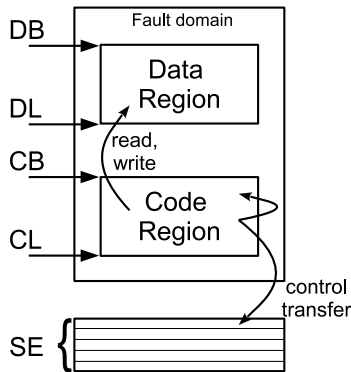 Fault domain
DB
Data
Region
DL
read,
write
CB
Code
Region
CL
control
transfer
SE